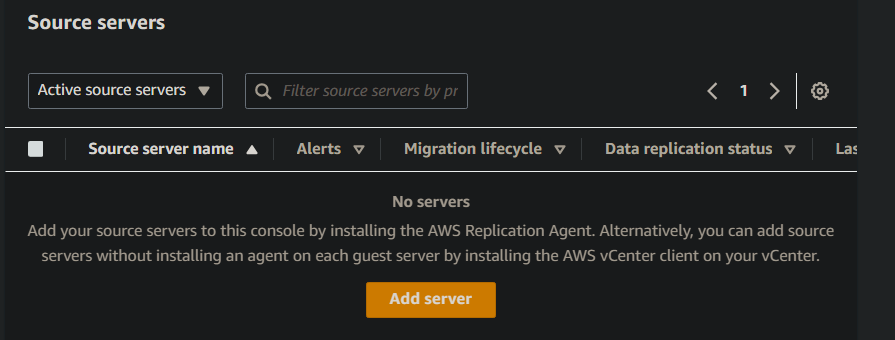 Source servers
Active source servers
Filter source servers by pr
1
Source server name
Alerts
Migration lifecycle
Data replication status
Las
No servers
Add your source servers to this console by installing the AWS Replication Agent. Alternatively, you can add source
servers without installing an agent on each guest server by installing the AWS vCenter client on your vCenter.
Add server